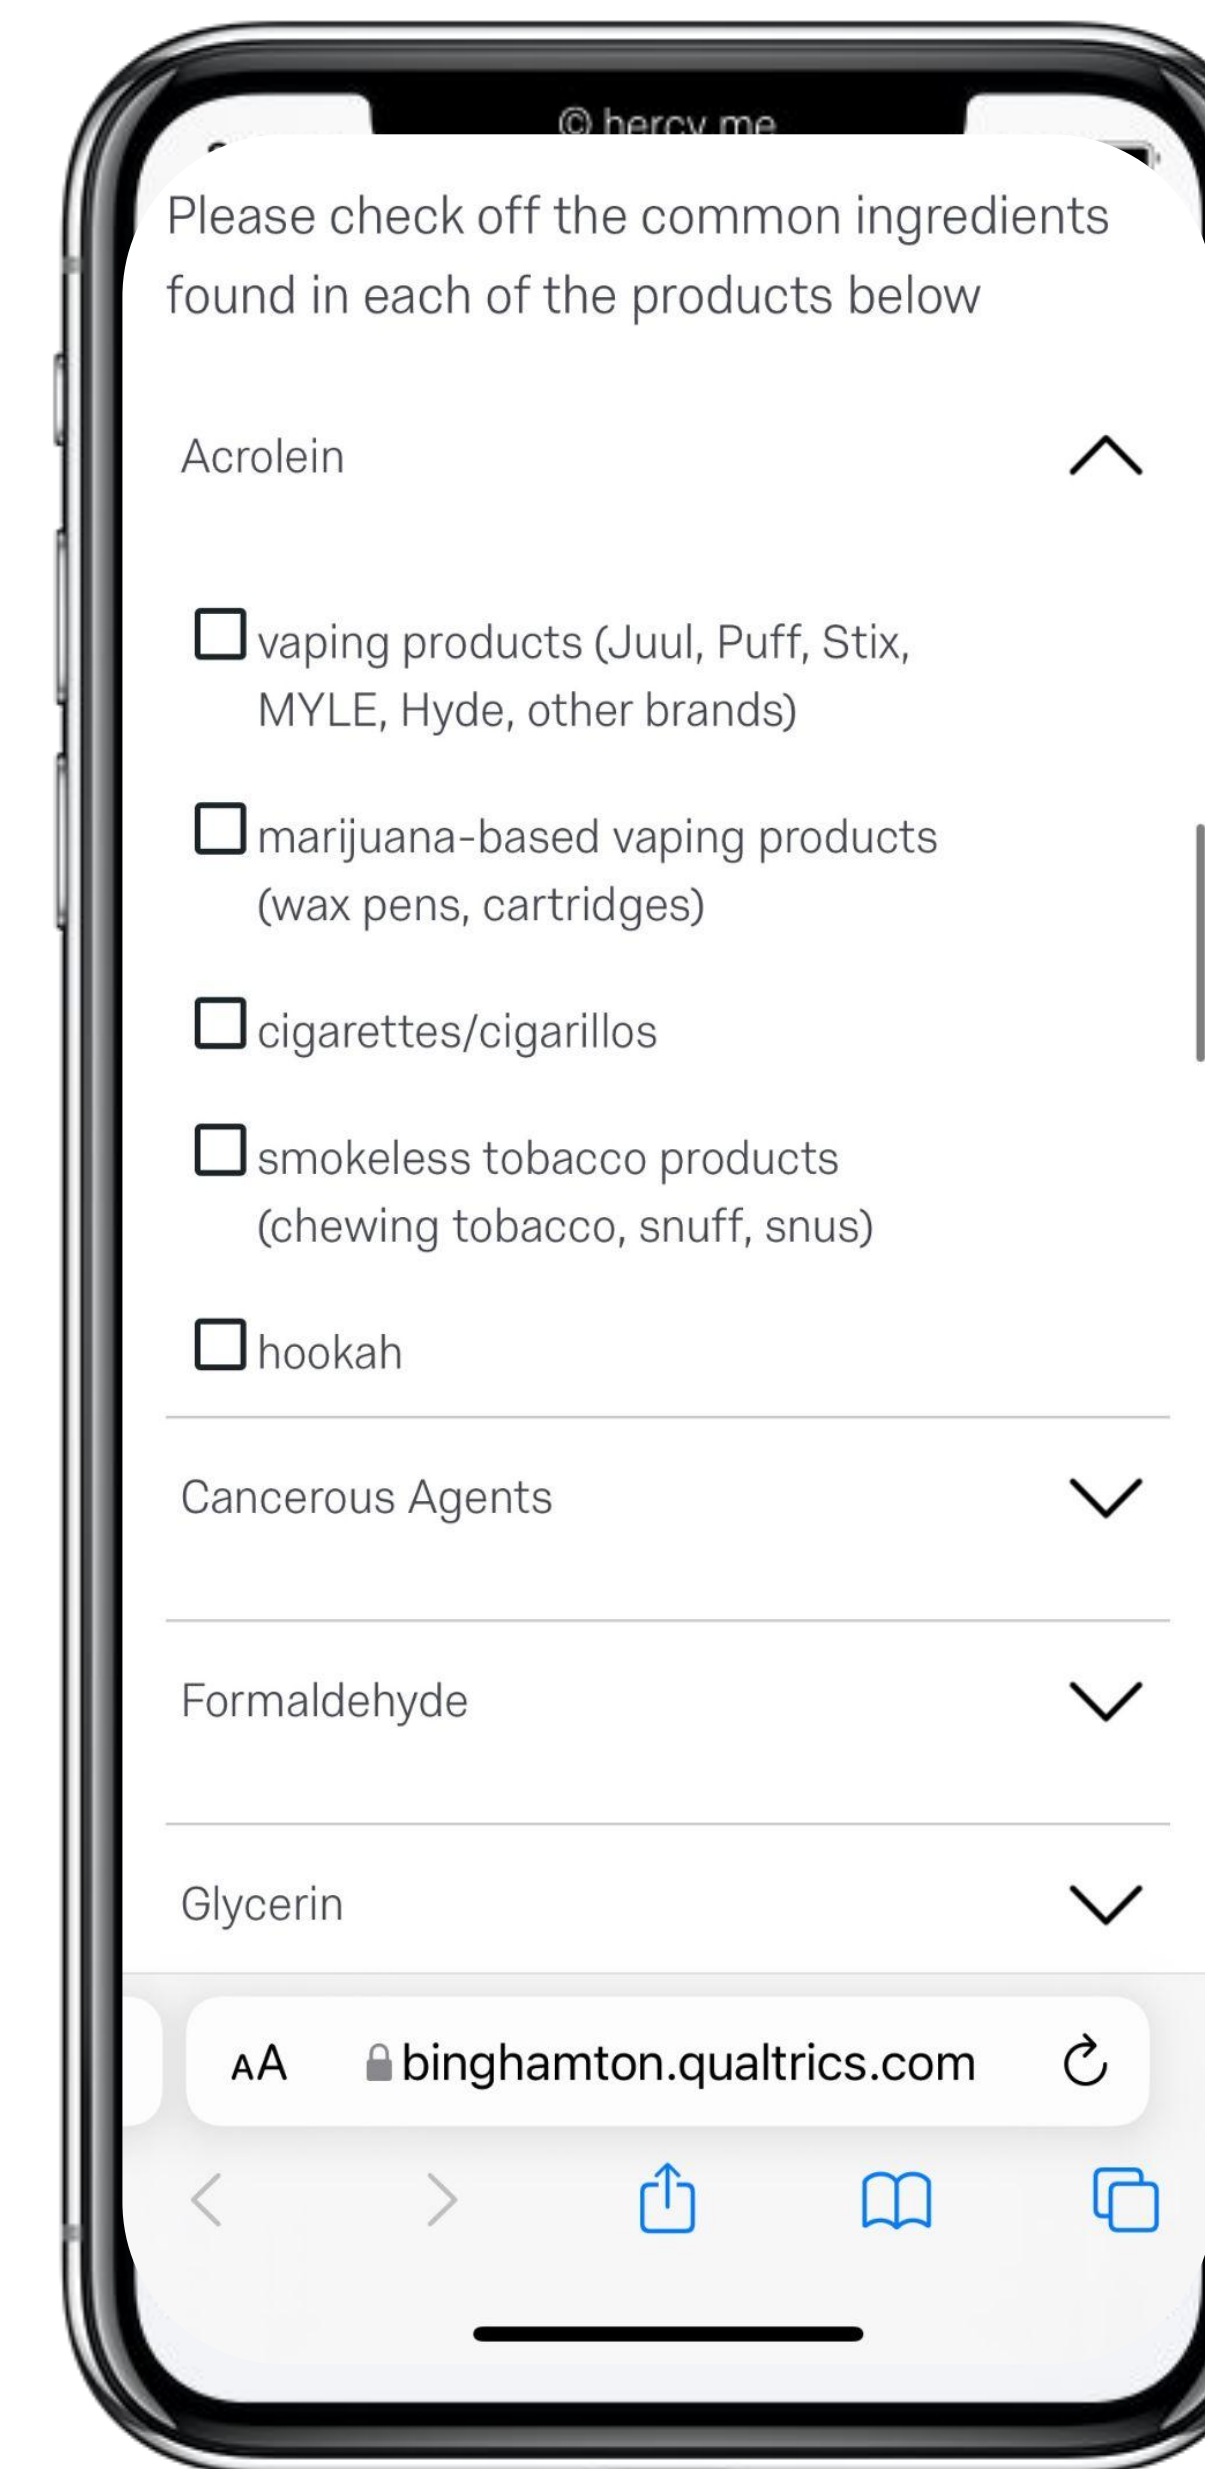 © hercy me
Please check off the common ingredients
found in each of the products below
Acrolein
vaping products (Juul, Puff, Stix,
MYLE, Hyde, other brands)
marijuana-based vaping products
(wax pens, cartridges)
cigarettes/cigarillos
smokeless tobacco products
(chewing tobacco, snuff, snus)
hookah
Cancerous Agents
Formaldehyde
Glycerin
AA binghamton.qualtrics.com